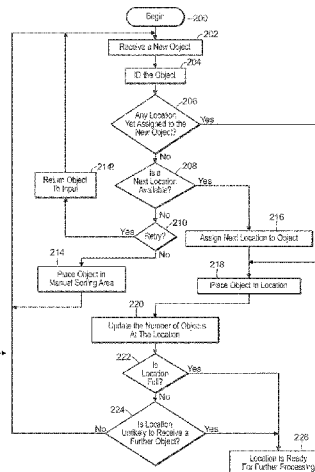 Begin
200
Receive a New Object
202
204
ID the Object
206
Any Location
Yet Assigned to the
New Object?
Yes
No
208
Is a
Next Location
Available?
Yes
No
2142
Return Object
To Input
210
Retry?
Yes
No
216
Assign Next Location to Object
214
Place Object in
Manual Sorting Area
218
Place Object in Location
220
Update the Number of Objects
At The Location
222
Is
Location
Full?
Yes
No
224
Is Location
Unlikely to Receive a
Further Object?
No
Yes
226
Location Is Ready
For Further Processing